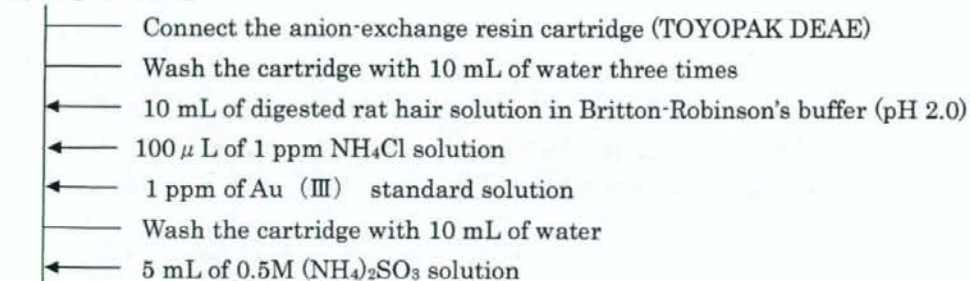 Connect the anion-exchange resin cartridge (TOYOPAK DEAE)
Wash the cartridge with 10 mL of water three times
10 mL of digested rat hair solution in Britton-Robinson's buffer (pH 2.0)
100 μ L of 1 ppm NH₄Cl solution
1 ppm of Au (Ⅲ) standard solution
Wash the cartridge with 10 mL of water
5 mL of 0.5M (NH₄)₂SO₃ solution